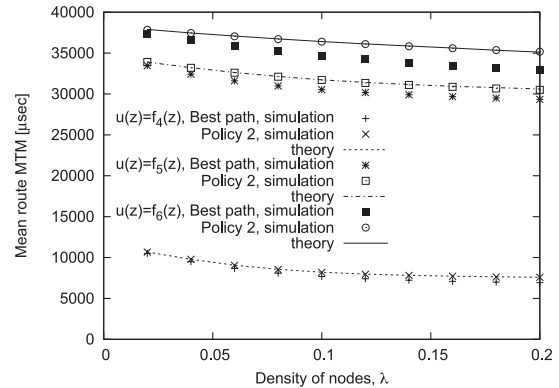 40000
35000
30000
25000
20000
15000
10000
5000
0
Mean route MTM [μsec]
u(z)=f4(z), Best path, simulation
Policy 2, simulation
theory
u(z)=f5(z), Best path, simulation
Policy 2, simulation
theory
u(z)=f6(z), Best path, simulation
Policy 2, simulation
theory
0 0.05 0.1 0.15 0.2
Density of nodes, λ